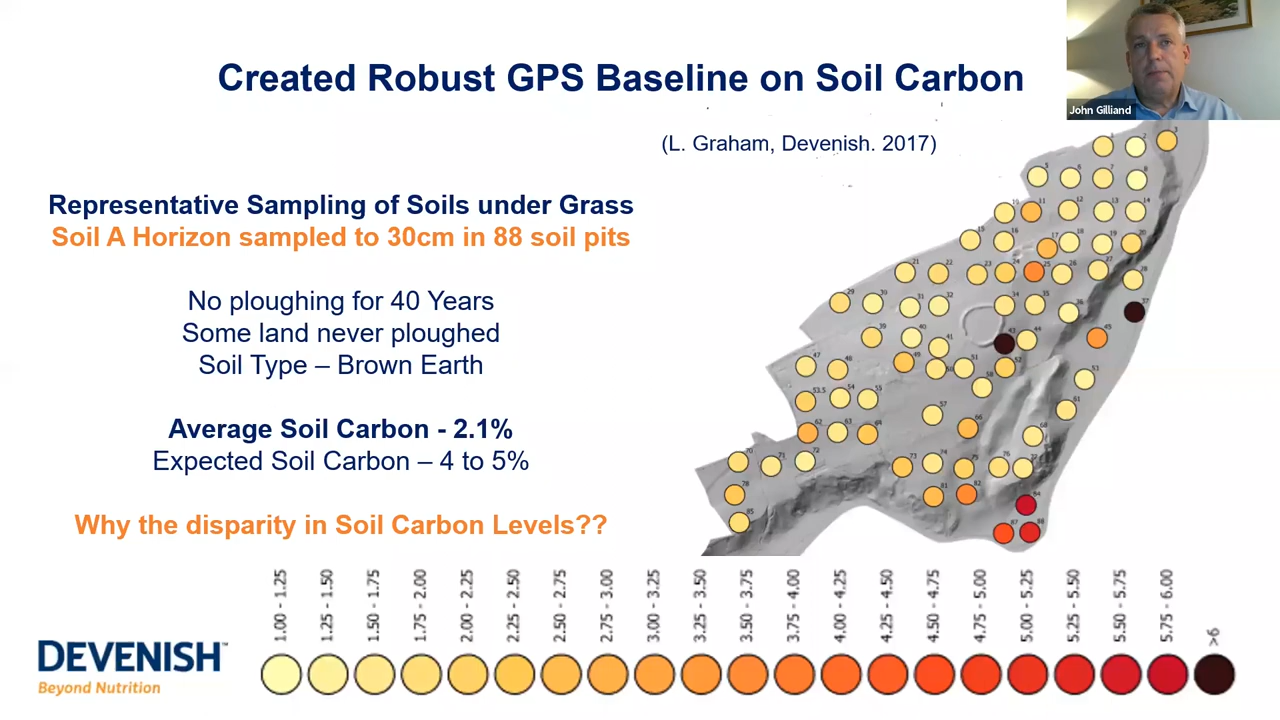 Created Robust GPS Baseline on Soil Carbon
John Gilliand
(L. Graham, Devenish. 2017)
Representative Sampling of Soils under Grass
Soil A Horizon sampled to 30cm in 88 soil pits
No ploughing for 40 Years
Some land never ploughed
Soil Type – Brown Earth
Average Soil Carbon - 2.1%
Expected Soil Carbon – 4 to 5%
Why the disparity in Soil Carbon Levels??
1.00 - 1.25
1.25 - 1.50
1.50 - 1.75
1.75 - 2.00
2.00 - 2.25
2.25 - 2.50
2.50 - 2.75
2.75 - 3.00
3.00 - 3.25
3.25 - 3.50
3.50 - 3.75
3.75 - 4.00
4.00 - 4.25
4.25 - 4.50
4.50 - 4.75
4.75 - 5.00
5.00 - 5.25
5.25 - 5.50
5.50 - 5.75
5.75 - 6.00
>6
DEVENISH™
Beyond Nutrition